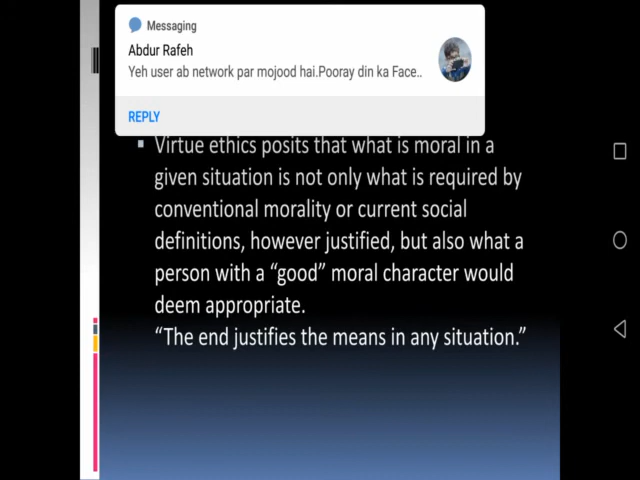 Messaging
Abdur Rafeh
Yeh user ab network par mojood hai.Pooray din ka Face..
REPLY
▪ Virtue ethics posits that what is moral in a
given situation is not only what is required by
conventional morality or current social
definitions, however justified, but also what a
person with a “good” moral character would
deem appropriate.
“The end justifies the means in any situation.”